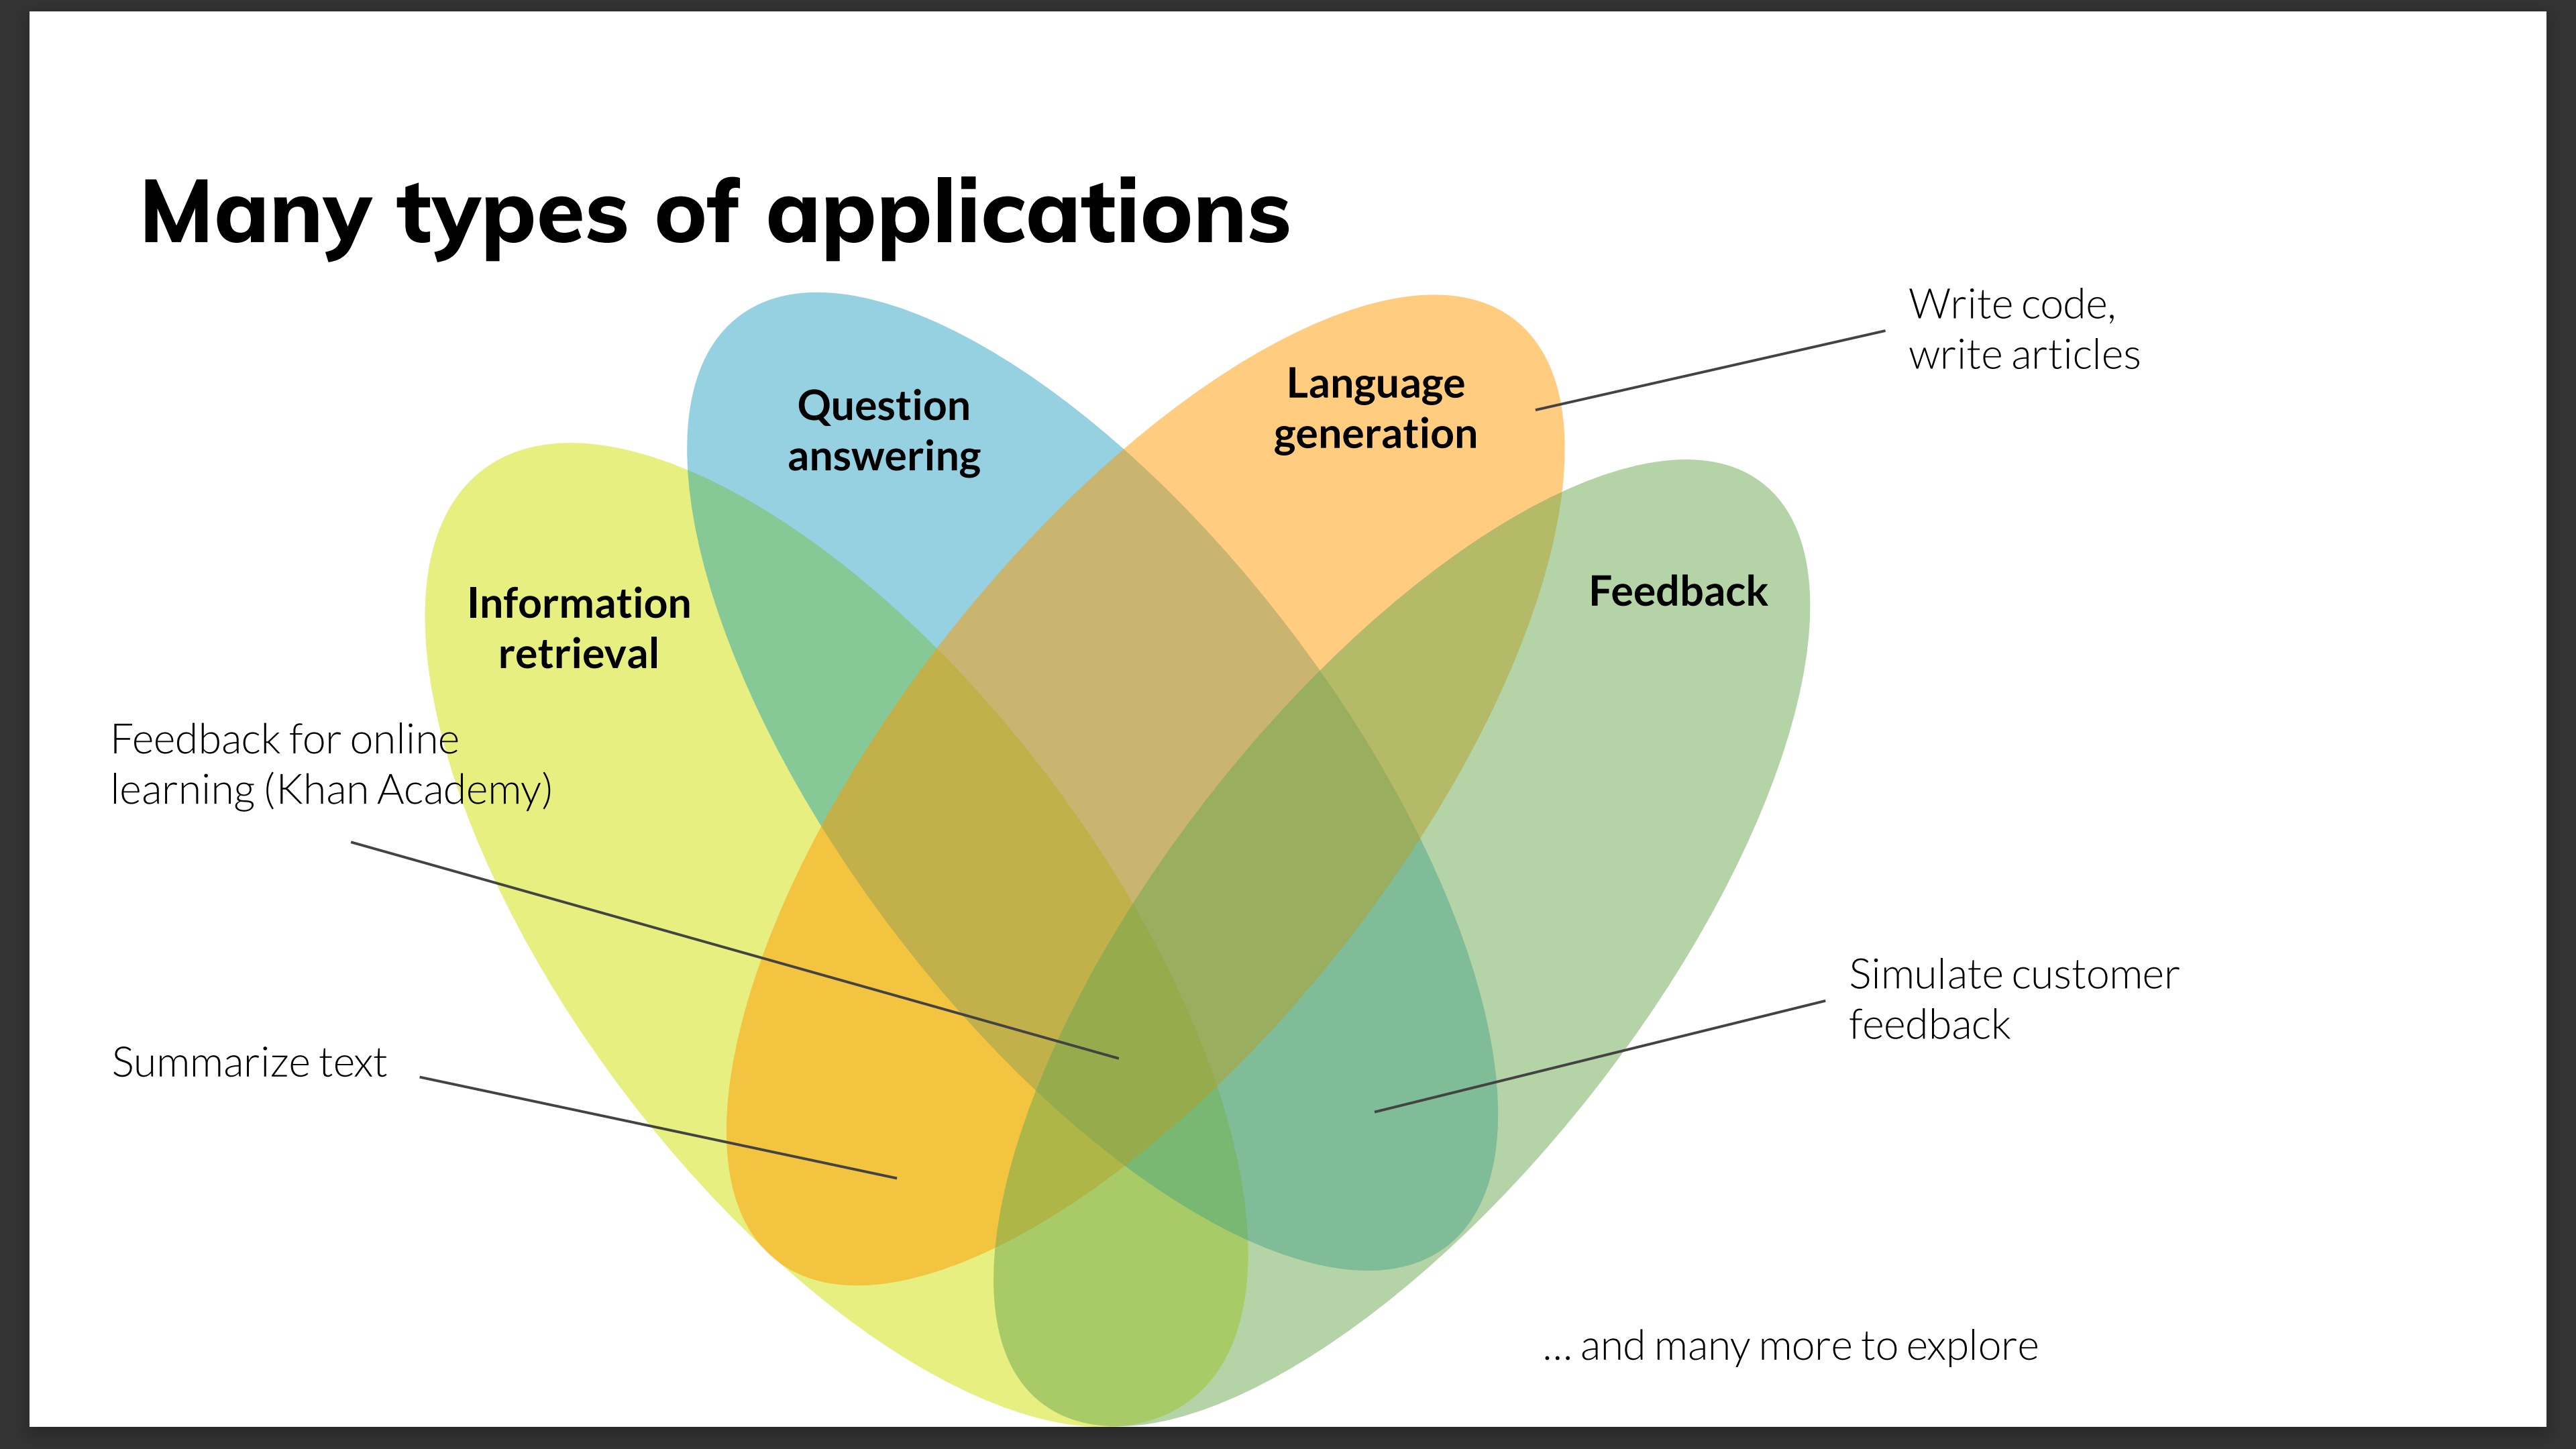 Many types of applications
Write code,
write articles
Question
answering
Language
generation
Information
retrieval
Feedback
Feedback for online
learning (Khan Academy)
Summarize text
Simulate customer
feedback
... and many more to explore